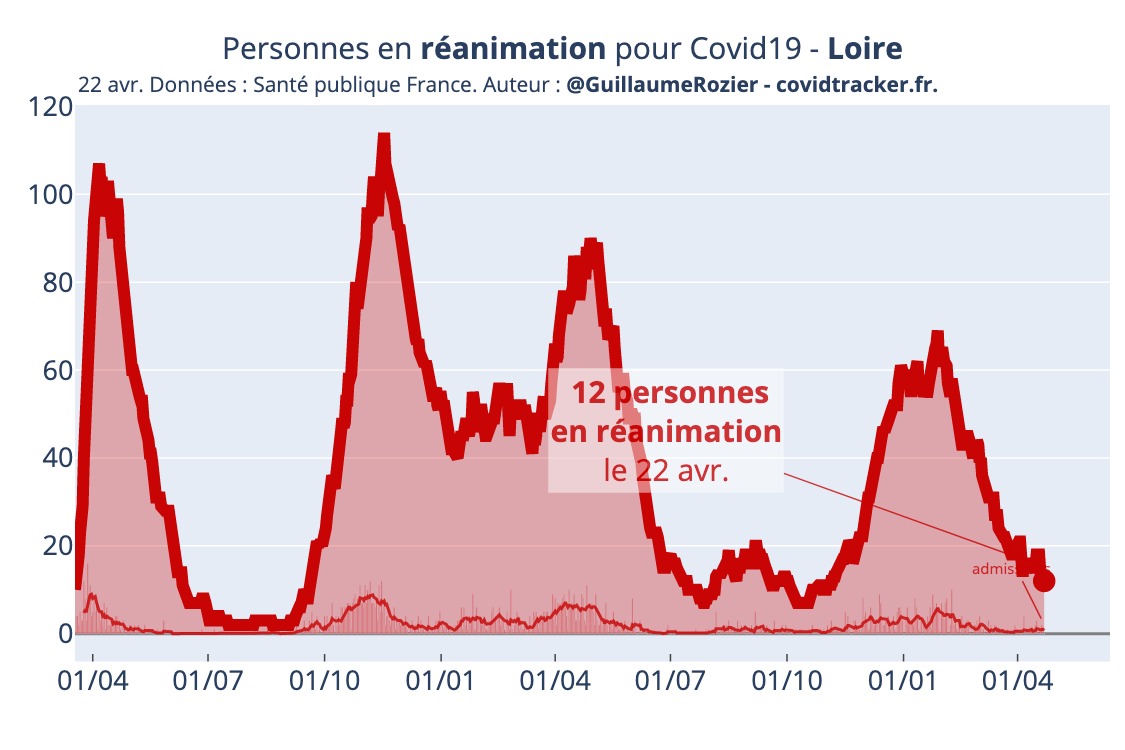 Personnes en réanimation pour Covid19 - Loire
22 avr. Données : Santé publique France. Auteur : @GuillaumeRozier - covidtracker.fr.
120
100
80
60
40
20
0
12 personnes
en réanimation
le 22 avr.
01/04 01/07 01/10 01/01 01/04 01/07 01/10 01/01 01/04